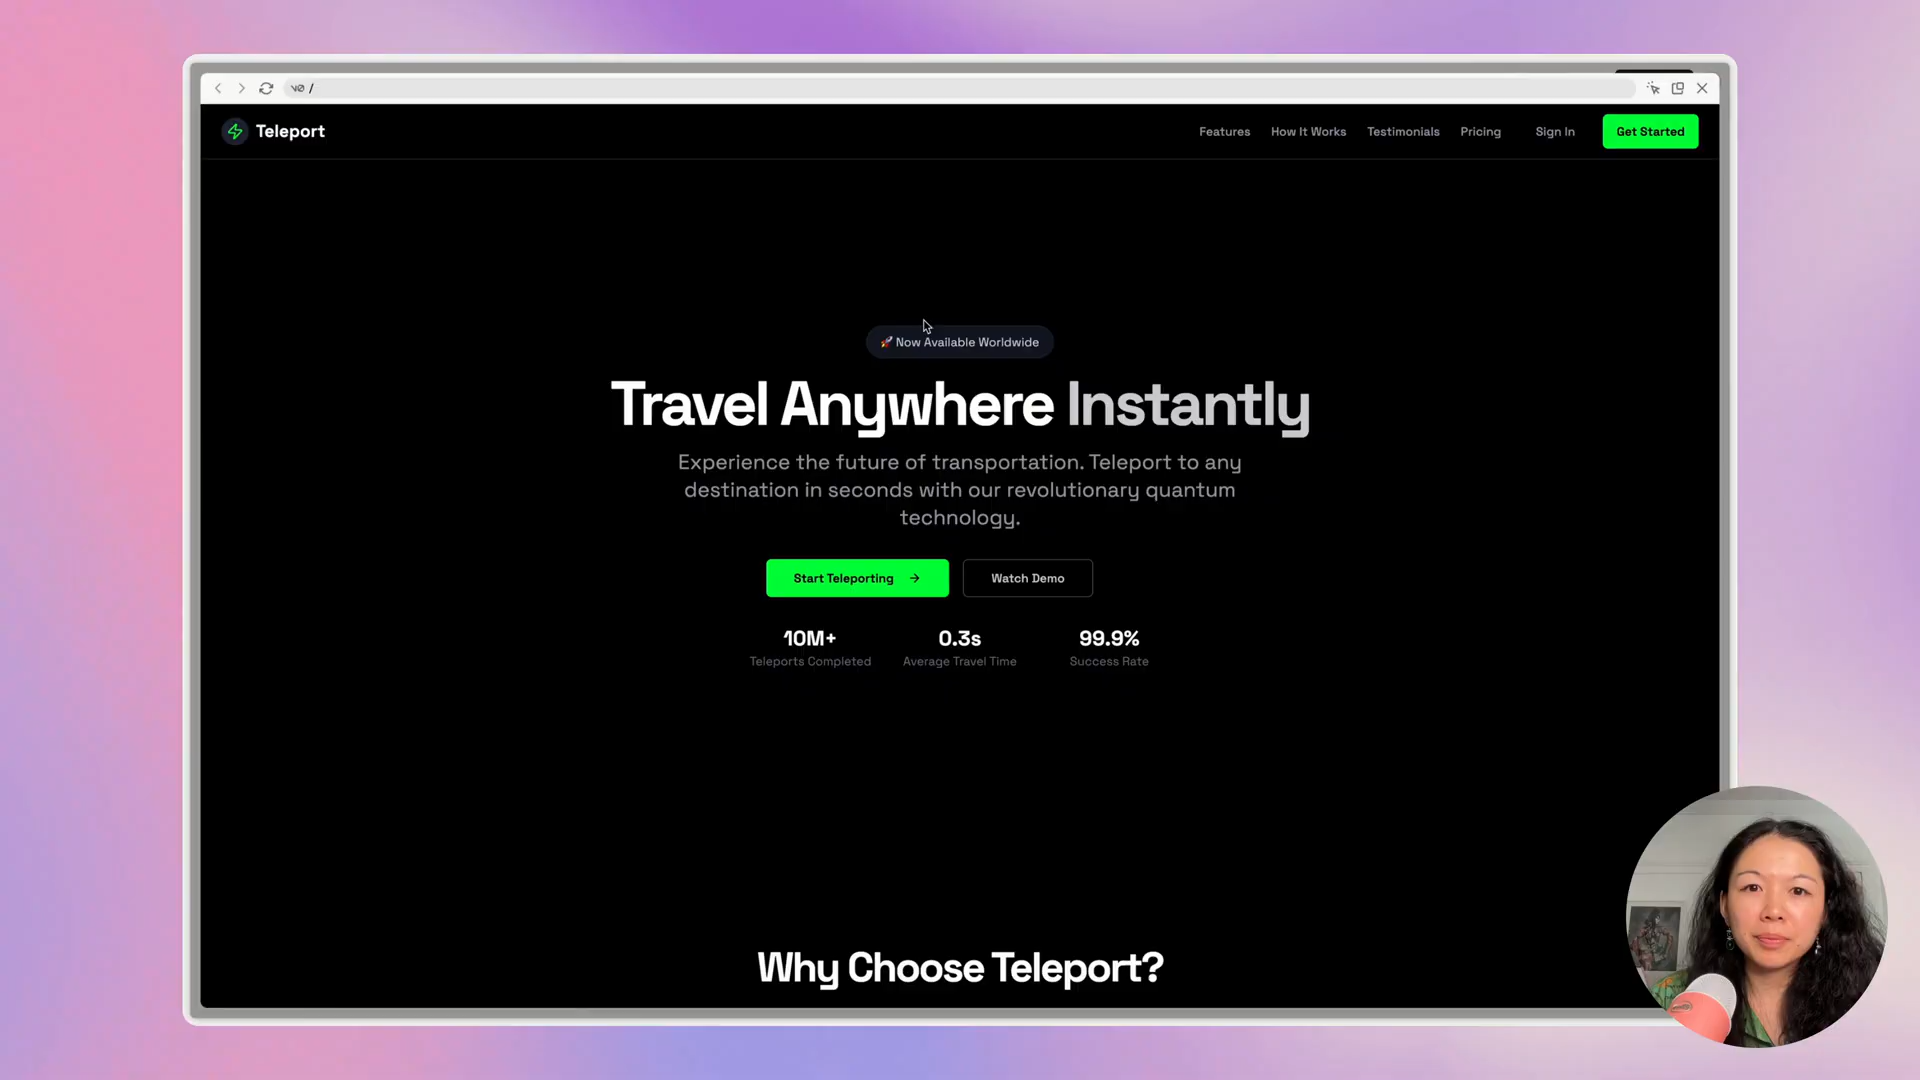 v0 /
Teleport
Features How It Works Testimonials Pricing Sign In Get Started
🚀 Now Available Worldwide
Travel Anywhere Instantly
Experience the future of transportation. Teleport to any
destination in seconds with our revolutionary quantum
technology.
Start Teleporting → Watch Demo
10M+ 0.3s 99.9%
Teleports Completed Average Travel Time Success Rate
Why Choose Teleport?